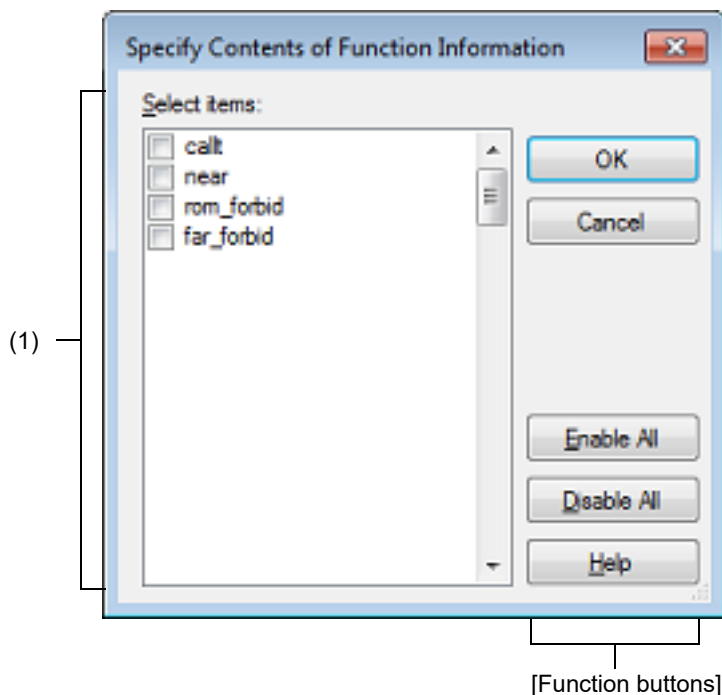 Specify Contents of Function Information
Select items:
callt
near
rom_forbid
far_forbid
OK
Cancel
Enable All
Disable All
Help
(1)
[Function buttons]